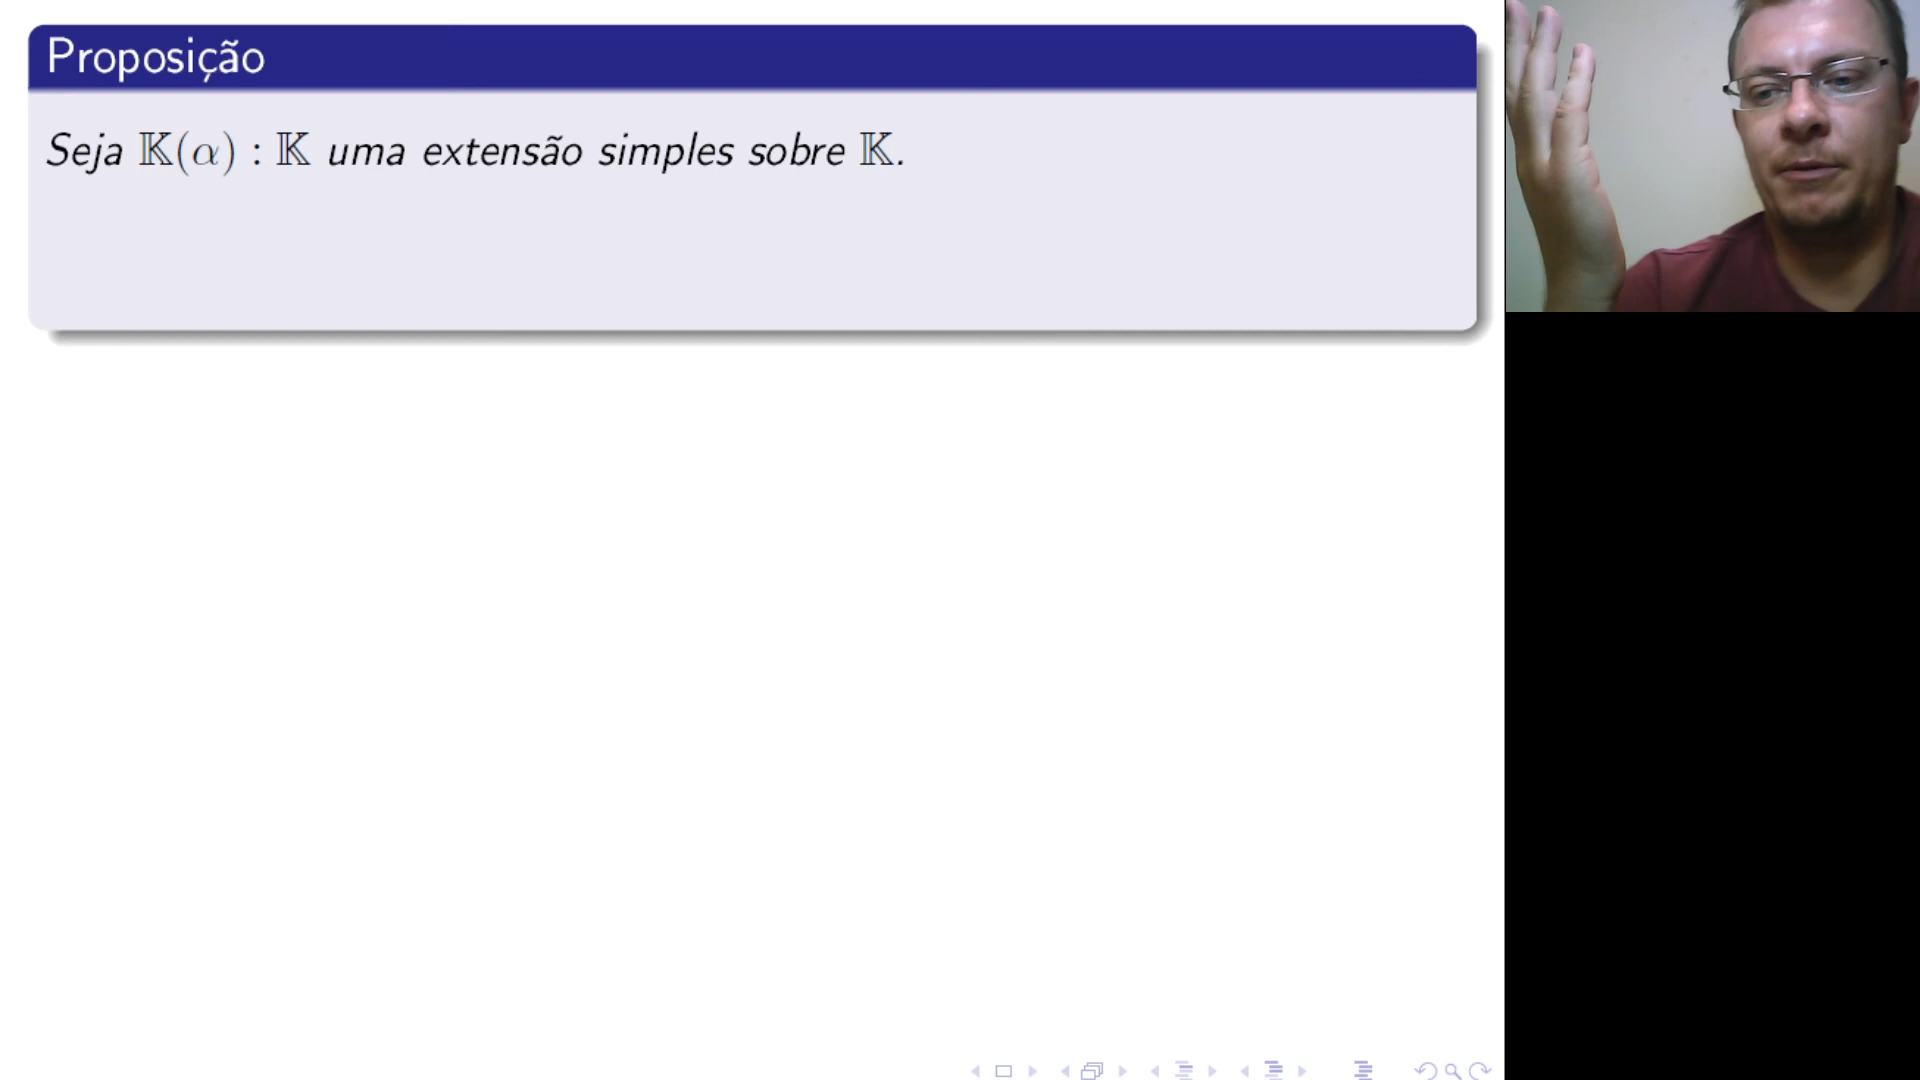 Proposição
Seja 𝕂(α) : 𝕂 uma extensão simples sobre 𝕂.